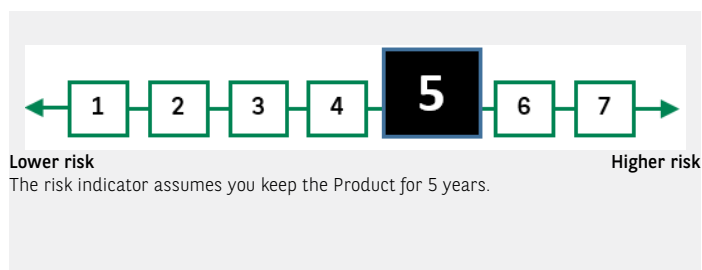 1 2 3 4 5 6 7
Lower risk Higher risk
The risk indicator assumes you keep the Product for 5 years.